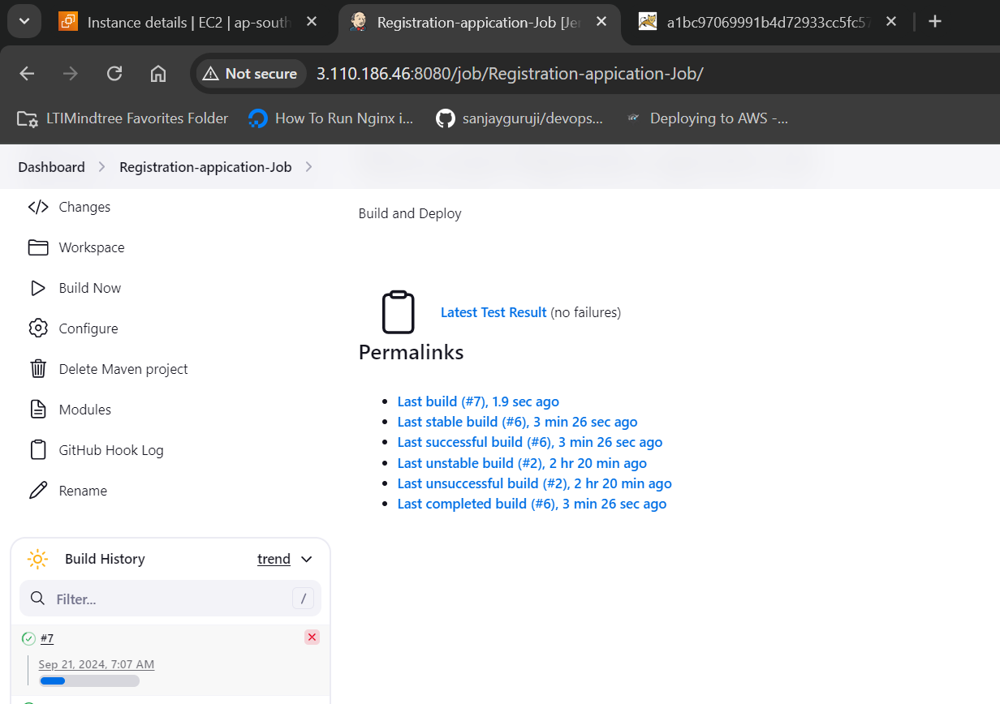 Instance details | EC2 | ap-south
Registration-appication-Job [Je
a1bc97069991b4d72933cc5fc57
Not secure
3.110.186.46:8080/job/Registration-appication-Job/
LTIMindtree Favorites Folder
How To Run Nginx i...
sanjayguruji/devops...
Deploying to AWS -...
Dashboard
Registration-appication-Job
Changes
Workspace
Build Now
Configure
Delete Maven project
Modules
GitHub Hook Log
Rename
Build and Deploy
Latest Test Result (no failures)
Permalinks
Last build (#7), 1.9 sec ago
Last stable build (#6), 3 min 26 sec ago
Last successful build (#6), 3 min 26 sec ago
Last unstable build (#2), 2 hr 20 min ago
Last unsuccessful build (#2), 2 hr 20 min ago
Last completed build (#6), 3 min 26 sec ago
Build History
trend
Filter...
/
#7
Sep 21, 2024, 7:07 AM